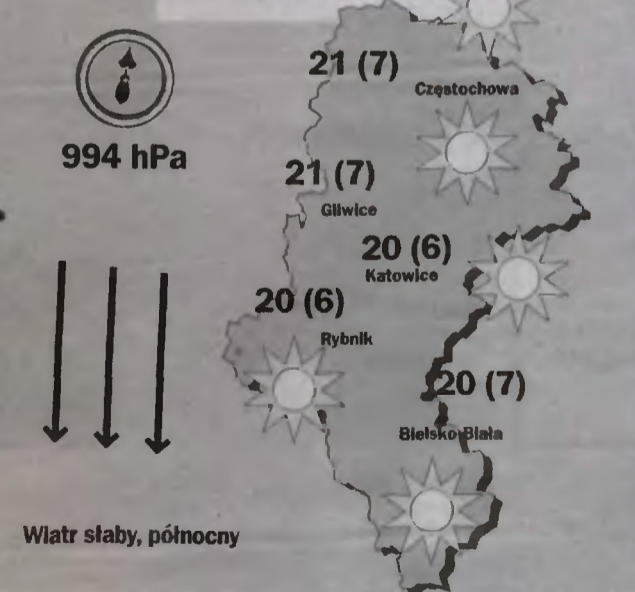 21 (7)
Częstochowa
994 hPa
21 (7)
Gliwice
20 (6)
Katowice
20 (6)
Rybnik
20 (7)
Bielsko-Biała
Wiatr słaby, północny